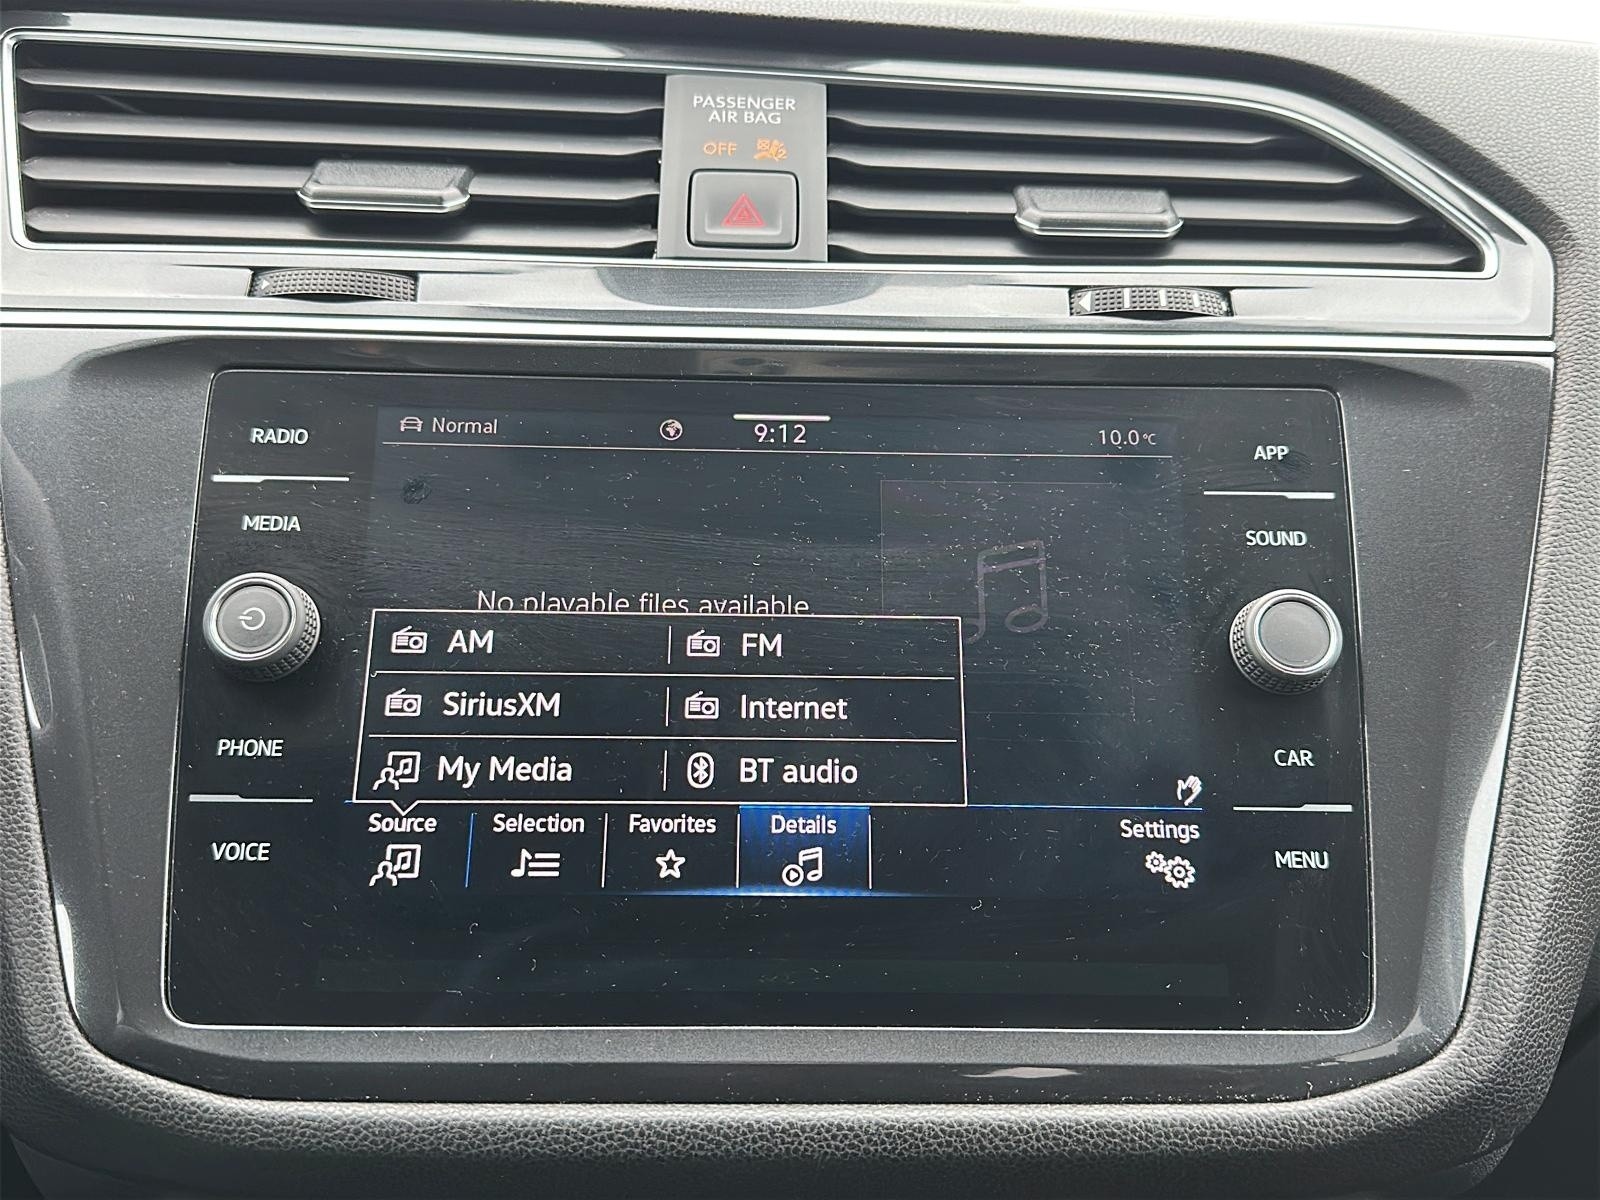 PASSENGER
AIR BAG
OFF
RADIO
MEDIA
PHONE
VOICE
Normal
9:12
10.0°C
No playable files available.
AM
FM
SiriusXM
Internet
My Media
BT audio
Source
Selection
Favorites
Details
Settings
APP
SOUND
CAR
MENU